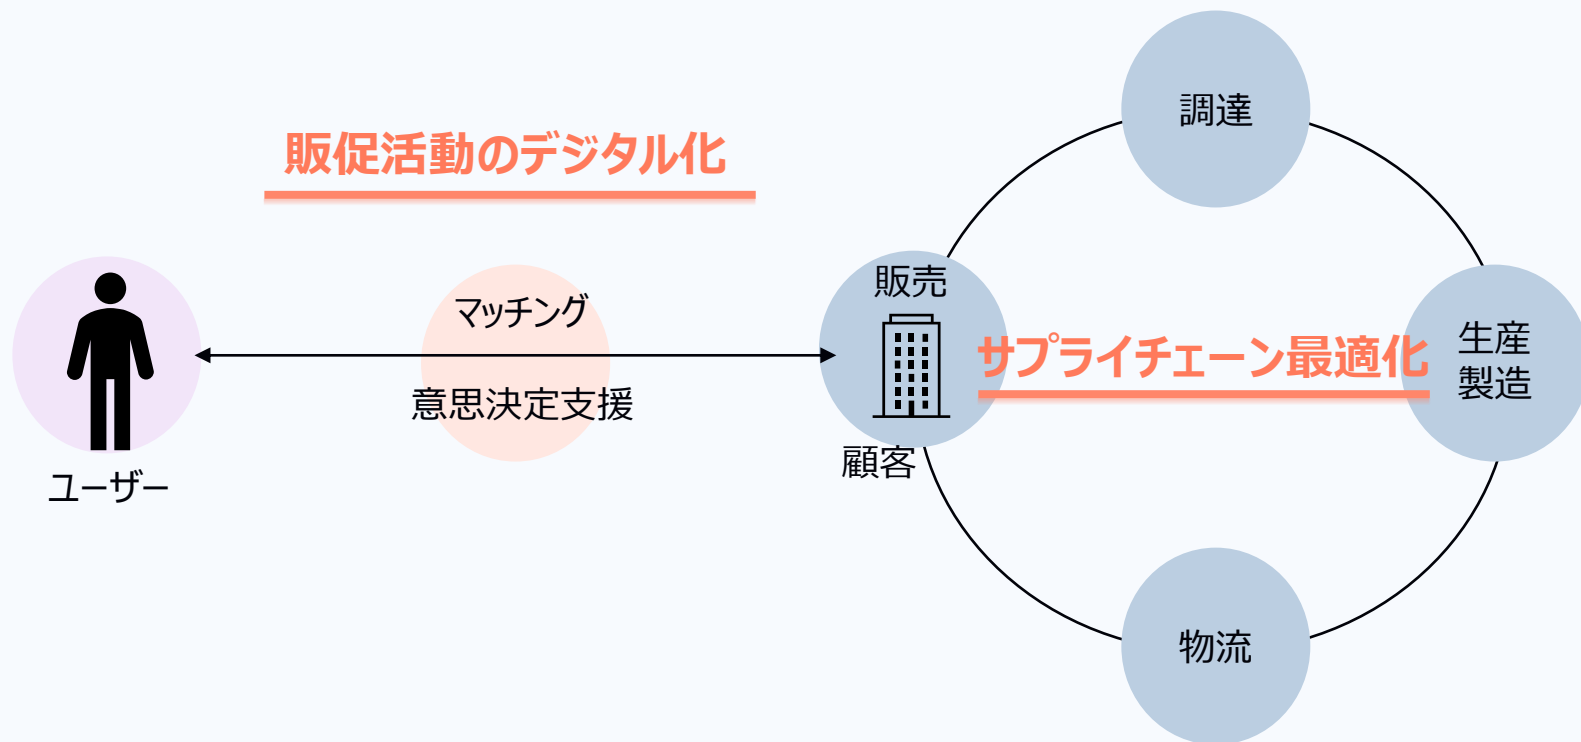 販促活動のデジタル化
マッチング
意思決定支援
ユーザー
販売
顧客
サプライチェーン最適化
調達
生産
製造
物流